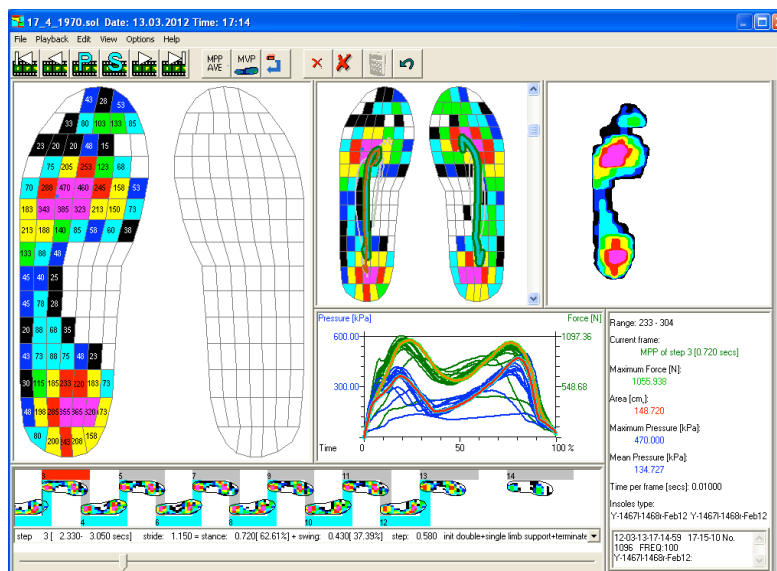 17_4_1970.sol Date: 13.03.2012 Time: 17:14
File Playback Edit View Options Help
P S MPP AVE MVP
43 28 53
33 80 103 133 85
23 20 20 48 15
75 205 253 123 68
70 288 470 460 245 158 53
183 343 385 323 213 150 73
213 188 140 85 58 60 38
133 88 48
45 40 25
45 78 28
20 88 68 35
43 73 88 75 48 23
30 115 185 233 220 183 73
48 198 285 355 365 320 173
80 200 243 208 158
Pressure [kPa] Force [N]
600.00 1097.36
300.00 548.68
Time 0 50 100 %
Range: 233 - 304
Current frame:
MPP of step 3 [0.720 secs]
Maximum Force [N]:
1055.938
Area [cm,]:
148.720
Maximum Pressure [kPa]:
470.000
Mean Pressure [kPa]:
134.727
Time per frame [secs]: 0.01000
Insoles type:
Y-1467l-1468r-Feb12 Y-1467l-1468r-Feb12
12-03-13-17-14-59 17-15-10 No.
1096 FREQ:100
Y-1467l-1468r-Feb12:
3 5 7 9 11 13 14
4 6 8 10 12
step 3 [ 2.330- 3.050 secs] stride: 1.150 = stance: 0.720[ 62.61%] + swing: 0.430[ 37.39%] step: 0.580 init double+single limb support+terminate